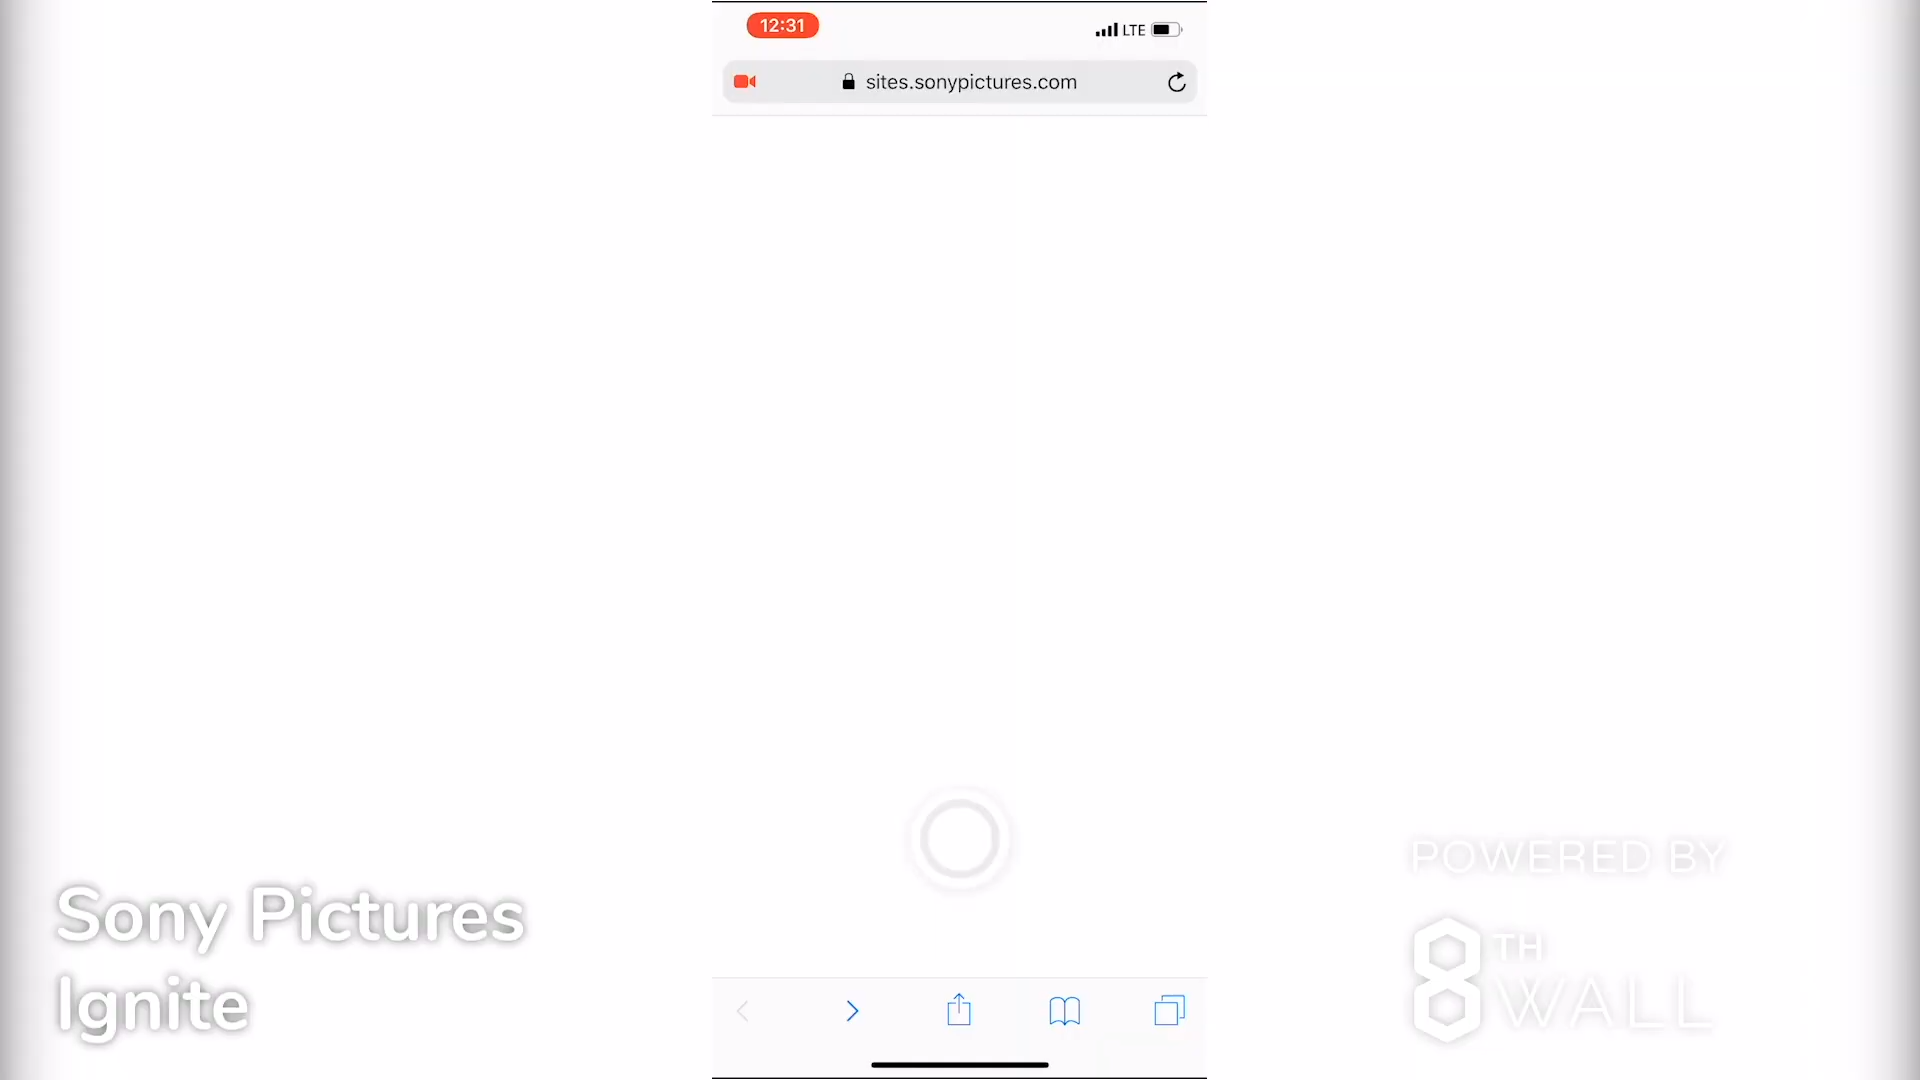 12:31
LTE
sites.sonypictures.com
Sony Pictures
Ignite
POWERED BY
8TH
WALL